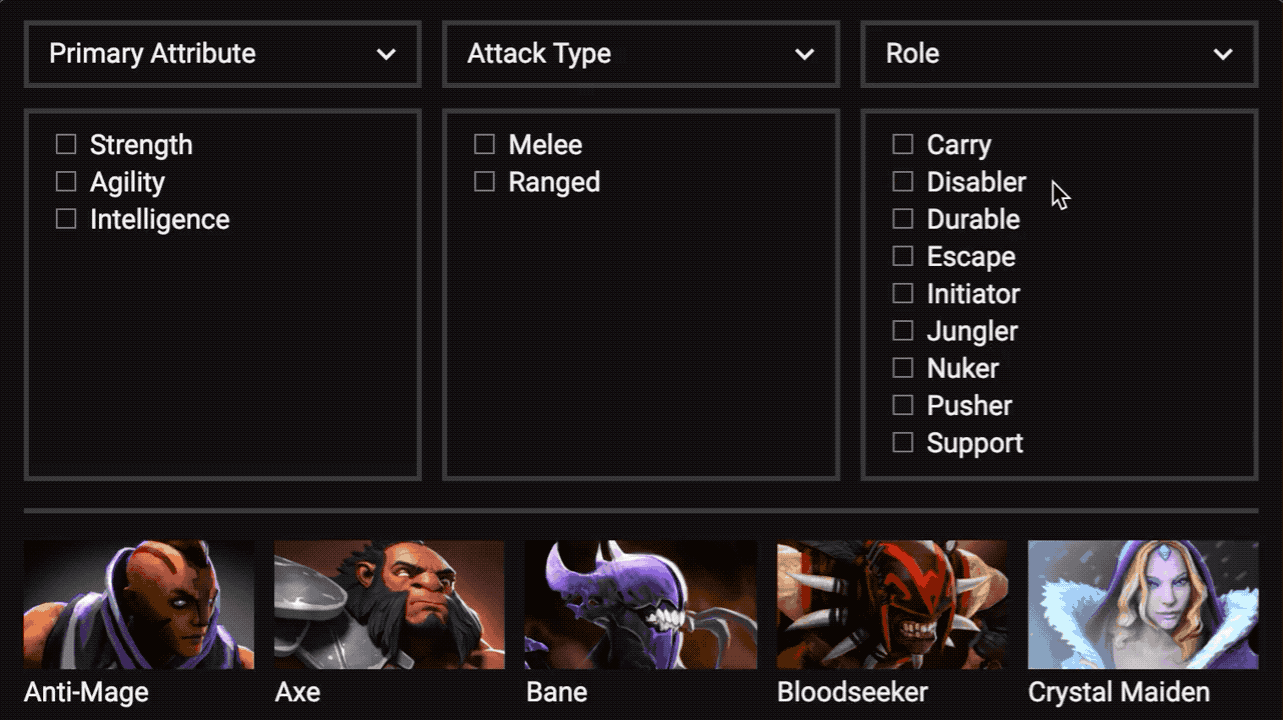 Primary Attribute
Attack Type
Role
Strength
Agility
Intelligence
Melee
Ranged
Carry
Disabler
Durable
Escape
Initiator
Jungler
Nuker
Pusher
Support
Anti-Mage
Axe
Bane
Bloodseeker
Crystal Maiden